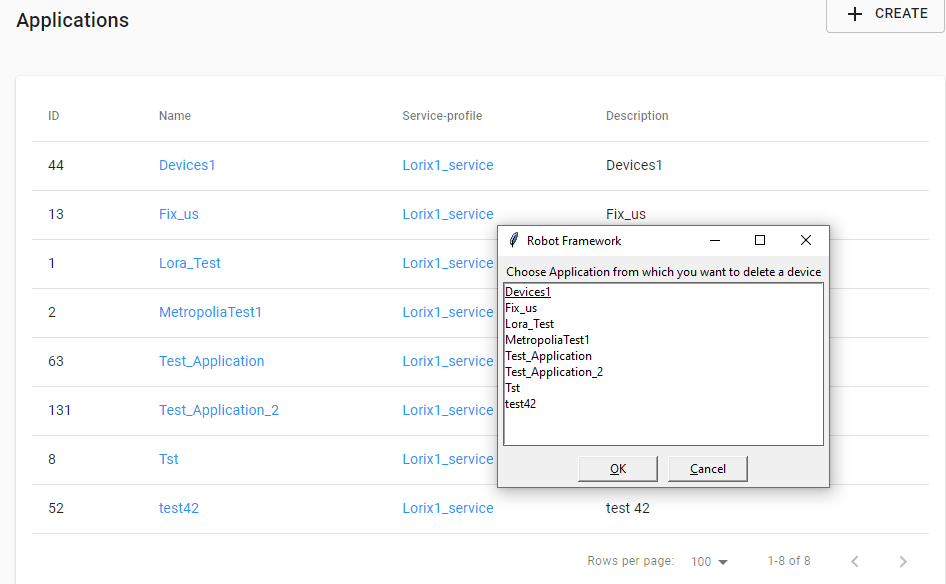 Applications
+ CREATE
ID Name Service-profile Description
44 Devices1 Lorix1_service Devices1
13 Fix_us Lorix1_service Fix_us
1 Lora_Test Lorix1_service
2 MetropoliaTest1 Lorix1_service
63 Test_Application Lorix1_service
131 Test_Application_2 Lorix1_service
8 Tst Lorix1_service
52 test42 Lorix1_service test 42
Rows per page: 100 1-8 of 8
Robot Framework
Choose Application from which you want to delete a device
Devices1
Fix_us
Lora_Test
MetropoliaTest1
Test_Application
Test_Application_2
Tst
test42
OK Cancel